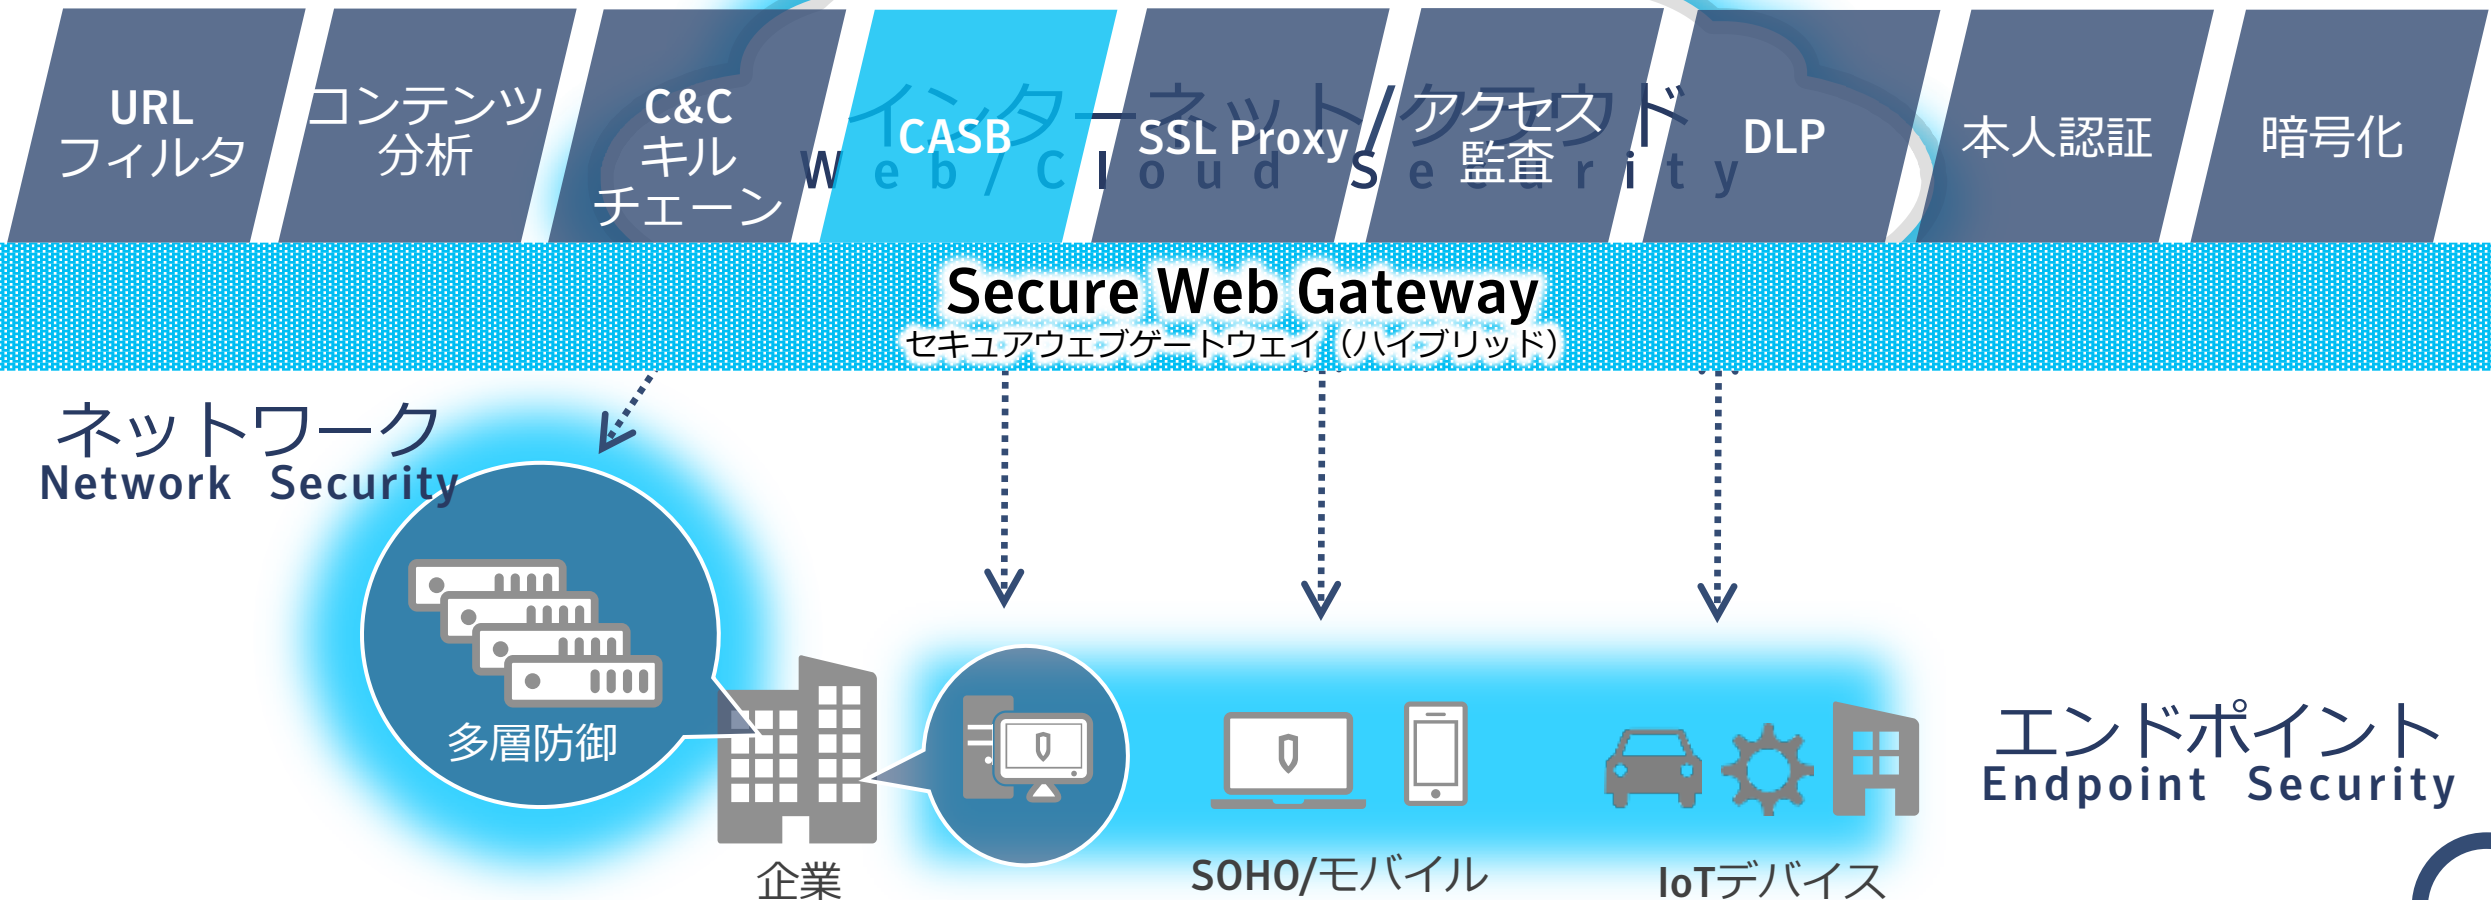 URL
フィルタ
コンテンツ
分析
C&C
キル
チェーン
CASB
SSL Proxy
アクセス
監査
DLP
本人認証
暗号化
インターネット/クラウド
Web/Cloud Security
Secure Web Gateway
セキュアウェブゲートウェイ（ハイブリッド）
ネットワーク
Network Security
多層防御
企業
SOHO/モバイル
IoTデバイス
エンドポイント
Endpoint Security